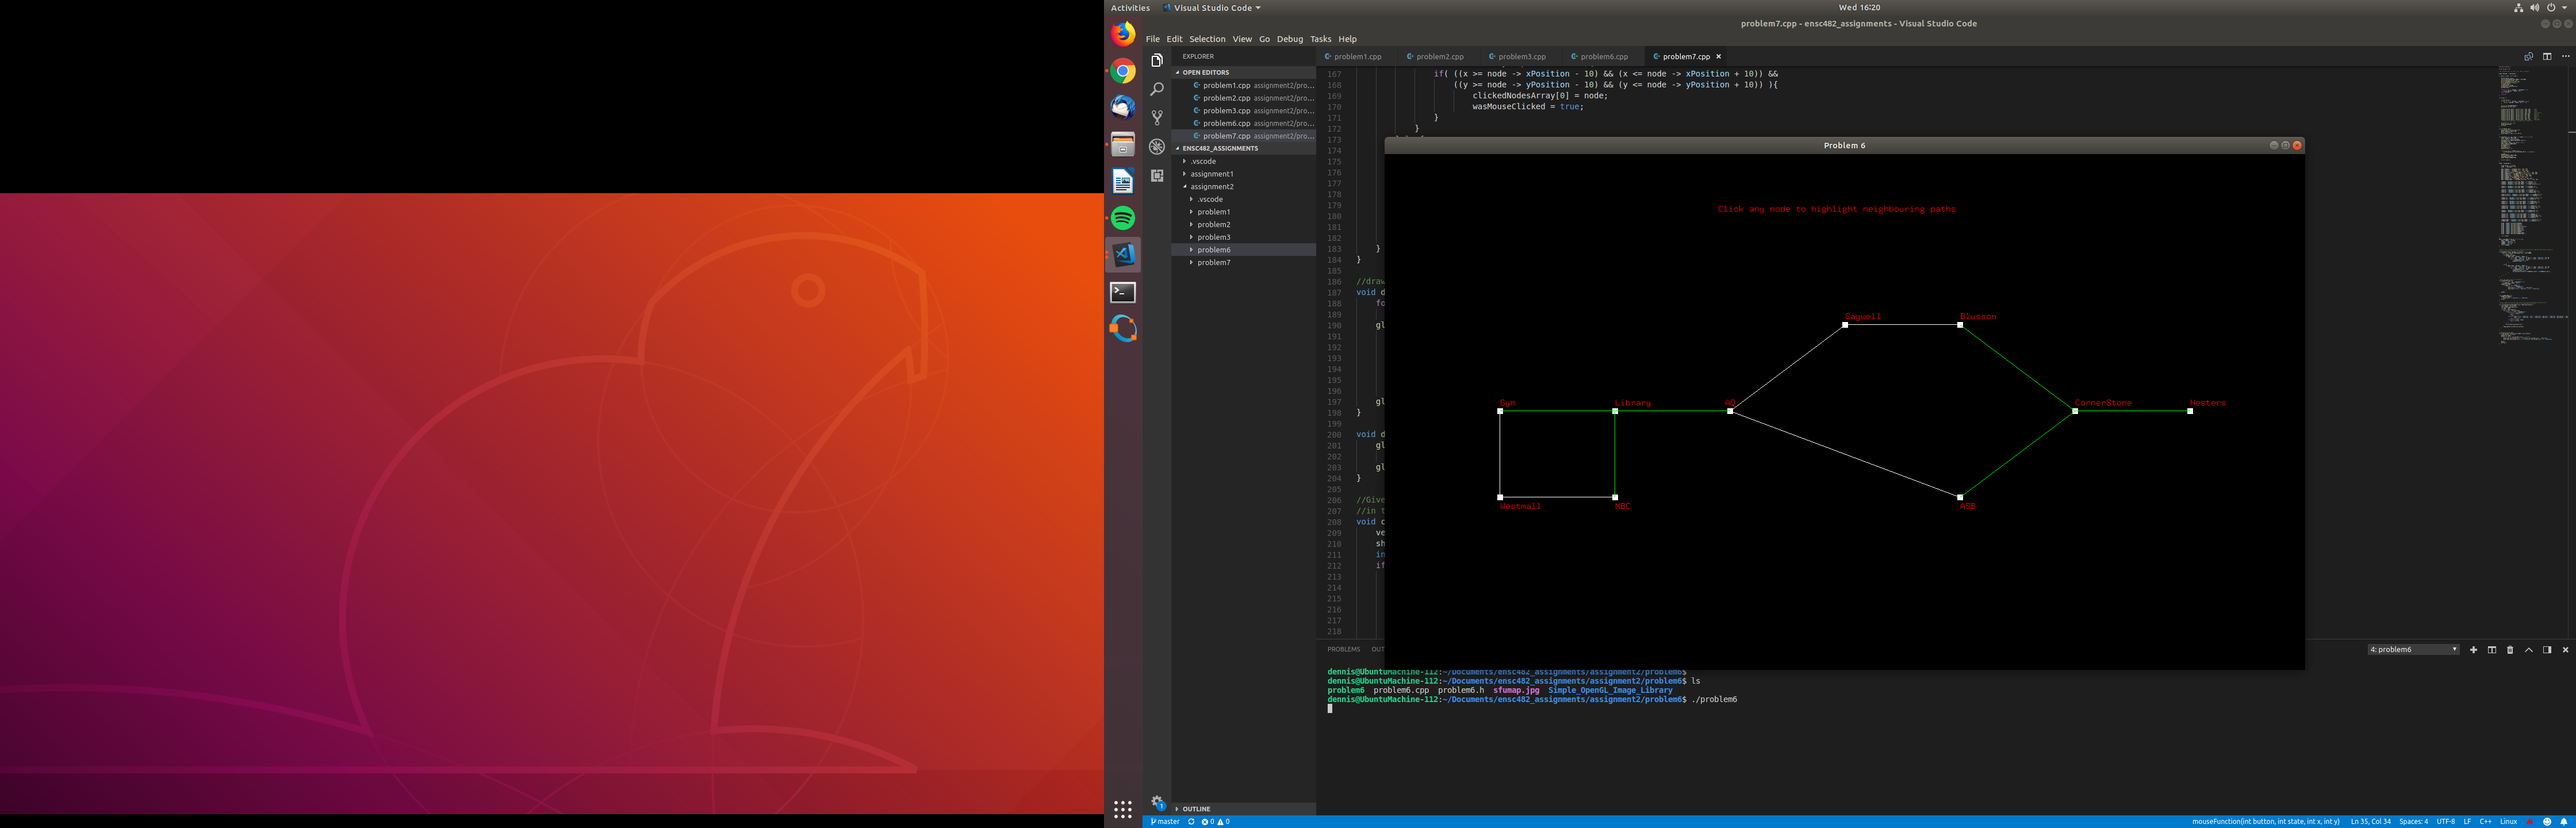 Activities Visual Studio Code Wed 16:20
problem7.cpp - ensc482_assignments - Visual Studio Code
File Edit Selection View Go Debug Tasks Help
EXPLORER
OPEN EDITORS
problem1.cpp assignment2/pro...
problem2.cpp assignment2/pro...
problem3.cpp assignment2/pro...
problem6.cpp assignment2/pro...
problem7.cpp assignment2/pro...
ENSC482_ASSIGNMENTS
.vscode
assignment1
assignment2
.vscode
problem1
problem2
problem3
problem6
problem7
OUTLINE
problem1.cpp problem2.cpp problem3.cpp problem6.cpp problem7.cpp
167 if( ((x >= node -> xPosition - 10) && (x <= node -> xPosition + 10)) &&
168 ((y >= node -> yPosition - 10) && (y <= node -> yPosition + 10)) ){
169 clickedNodesArray[0] = node;
170 wasMouseClicked = true;
171 }
172 }
173
174
175
176
177
178
179
180
181
182
183 }
184 }
185
186 //draw
187 void d
188 fo
189
190 gl
191
192
193
194
195
196
197 gl
198 }
199
200 void d
201 gl
202
203 gl
204 }
205
206 //Give
207 //in t
208 void c
209 ve
210 sh
211 in
212 if
213
214
215
216
217
218
Problem 6
Click any node to highlight neighbouring paths
Saywell Blusson
Gym Library AQ CornerStone Nesters
Westmall MBC ASB
PROBLEMS OUT
4: problem6
dennis@UbuntuMachine-112:~/Documents/ensc482_assignments/assignment2/problem6$
dennis@UbuntuMachine-112:~/Documents/ensc482_assignments/assignment2/problem6$ ls
problem6 problem6.cpp problem6.h sfumap.jpg Simple_OpenGL_Image_Library
dennis@UbuntuMachine-112:~/Documents/ensc482_assignments/assignment2/problem6$ ./problem6
1
master 0 0 mouseFunction(int button, int state, int x, int y) Ln 35, Col 34 Spaces: 4 UTF-8 LF C++ Linux